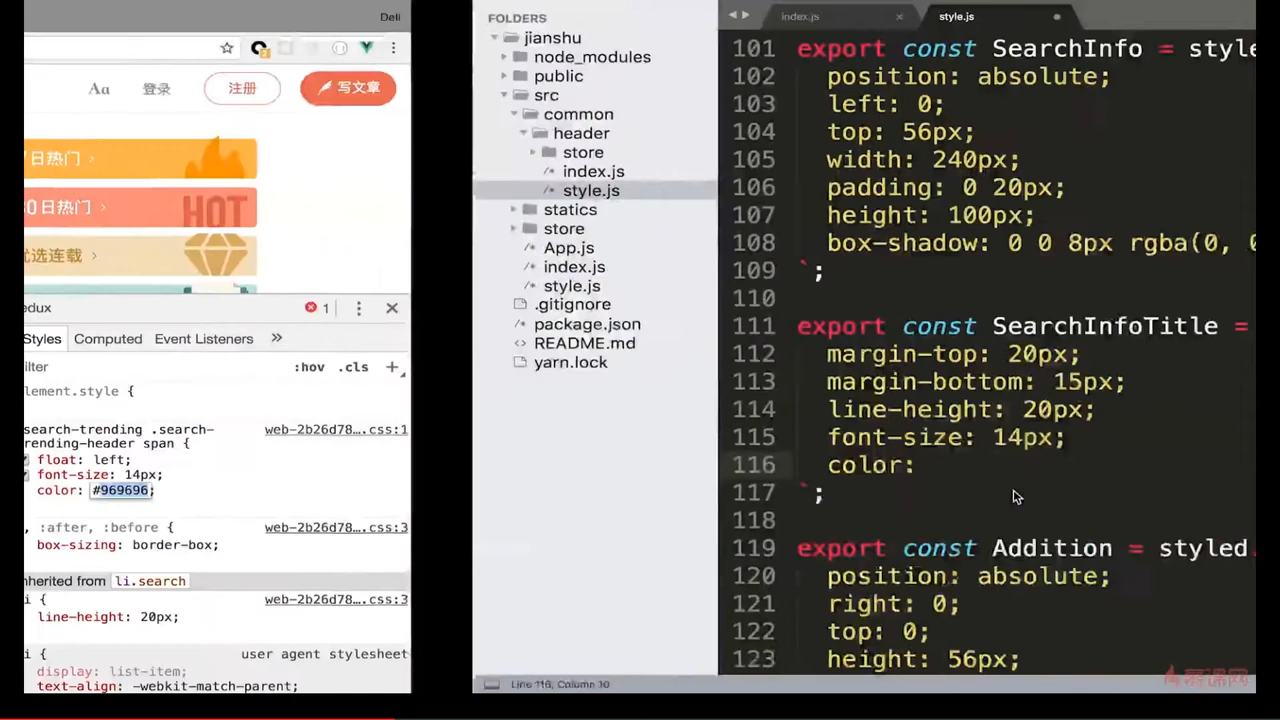 Deli
Aa 登录 注册 写文章
日热门 ›
30日热门 ›
HOT
优选连载 ›
edux
1
Styles Computed Event Listeners »
ilter
:hov .cls +
element.style {
search-trending .search-
rending-header span {
web-2b26d78….css:1
float: left;
font-size: 14px;
color: #969696;
, :after, :before {
web-2b26d78….css:3
box-sizing: border-box;
nherited from li.search
i {
web-2b26d78….css:3
line-height: 20px;
i {
user agent stylesheet
display: list-item;
text-align: -webkit-match-parent;
FOLDERS
jianshu
node_modules
public
src
common
header
store
index.js
style.js
statics
store
App.js
index.js
style.js
.gitignore
package.json
README.md
yarn.lock
index.js
style.js
101 export const SearchInfo = style
102 position: absolute;
103 left: 0;
104 top: 56px;
105 width: 240px;
106 padding: 0 20px;
107 height: 100px;
108 box-shadow: 0 0 8px rgba(0, 0
109 `;
110
111 export const SearchInfoTitle =
112 margin-top: 20px;
113 margin-bottom: 15px;
114 line-height: 20px;
115 font-size: 14px;
116 color:
117 `;
118
119 export const Addition = styled.
120 position: absolute;
121 right: 0;
122 top: 0;
123 height: 56px;
Line 116, Column 10
慕课网